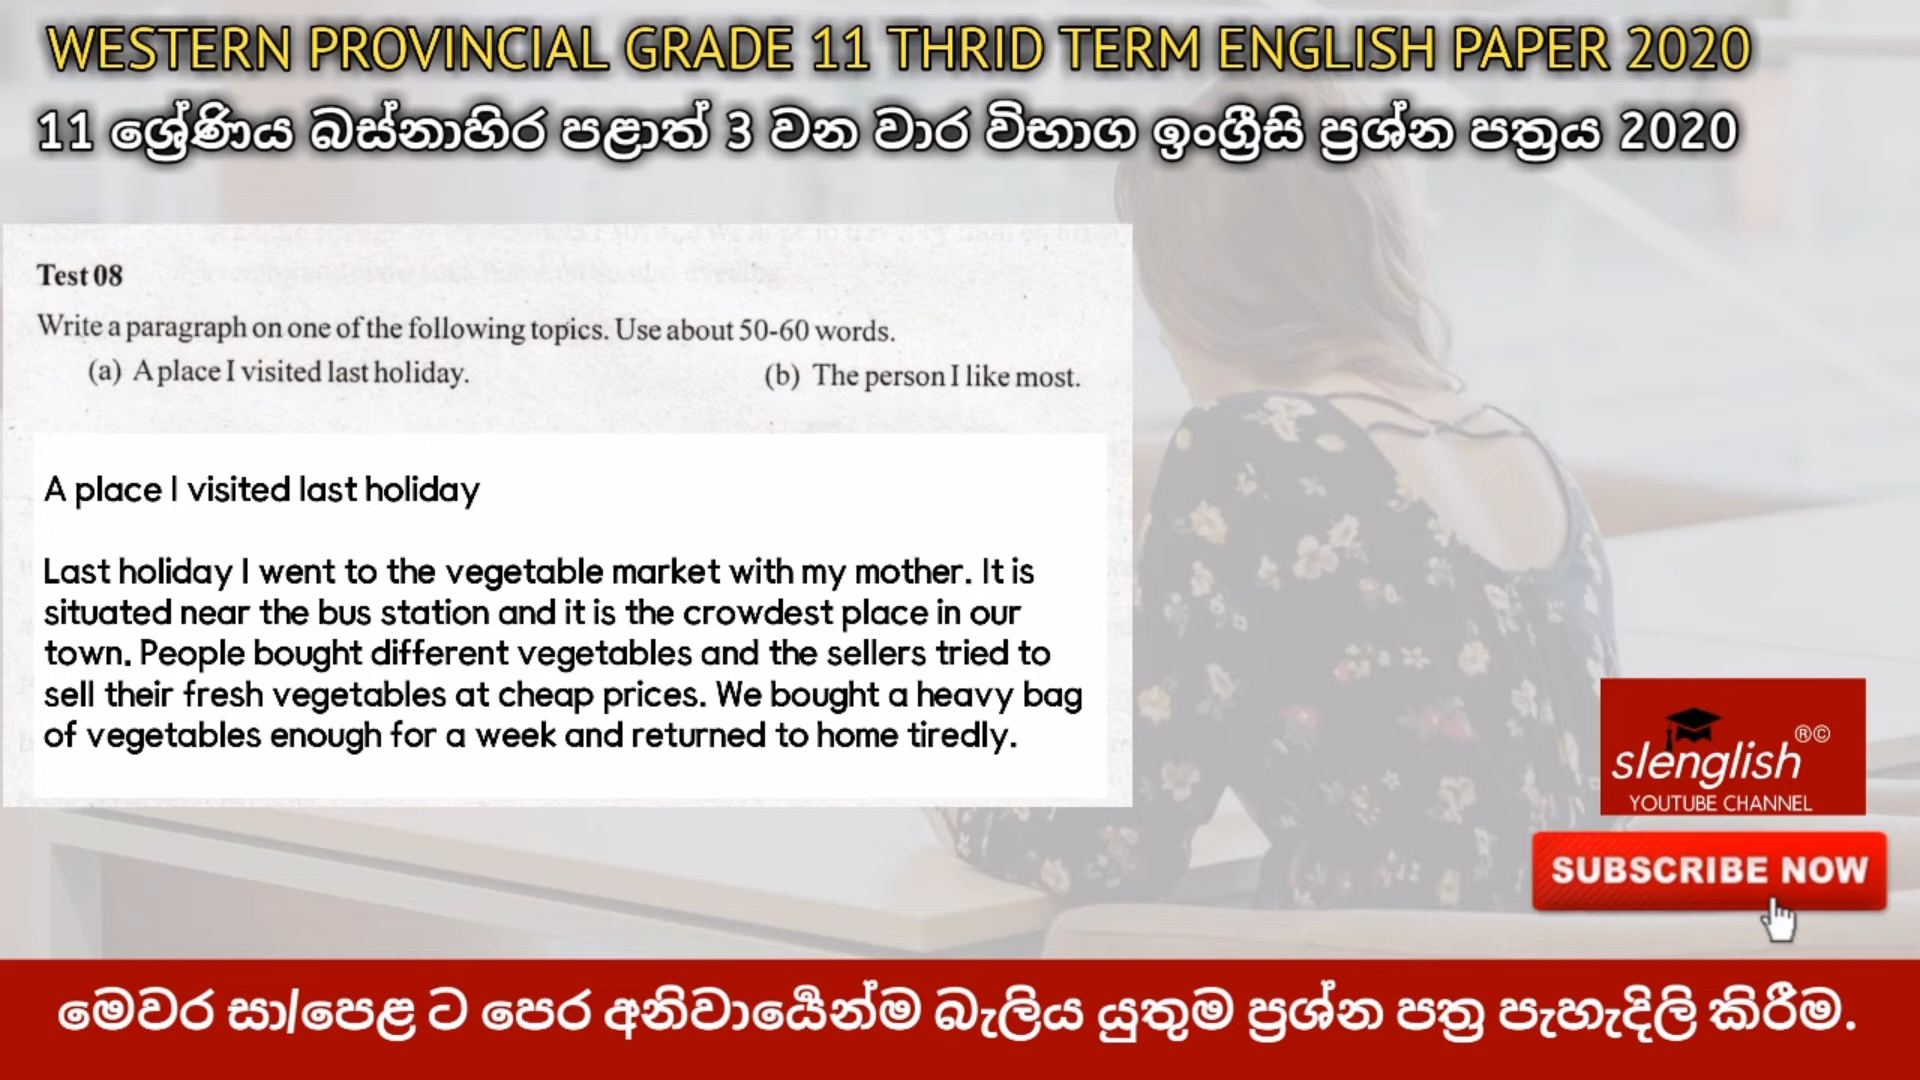 WESTERN PROVINCIAL GRADE 11 THRID TERM ENGLISH PAPER 2020
11 ශ්‍රේණිය බස්නාහිර පළාත් 3 වන වාර විභාග ඉංග්‍රීසි ප්‍රශ්න පත්‍රය 2020
Test 08
Write a paragraph on one of the following topics. Use about 50-60 words.
(a) A place I visited last holiday. (b) The person I like most.
A place I visited last holiday
Last holiday I went to the vegetable market with my mother. It is
situated near the bus station and it is the crowdest place in our
town. People bought different vegetables and the sellers tried to
sell their fresh vegetables at cheap prices. We bought a heavy bag
of vegetables enough for a week and returned to home tiredly.
slenglish ®©
YOUTUBE CHANNEL
SUBSCRIBE NOW
මෙවර සා/පෙළ ට පෙර අනිවාර්‍යෙන්ම බැලිය යුතුම ප්‍රශ්න පත්‍ර පැහැදිලි කිරීම.